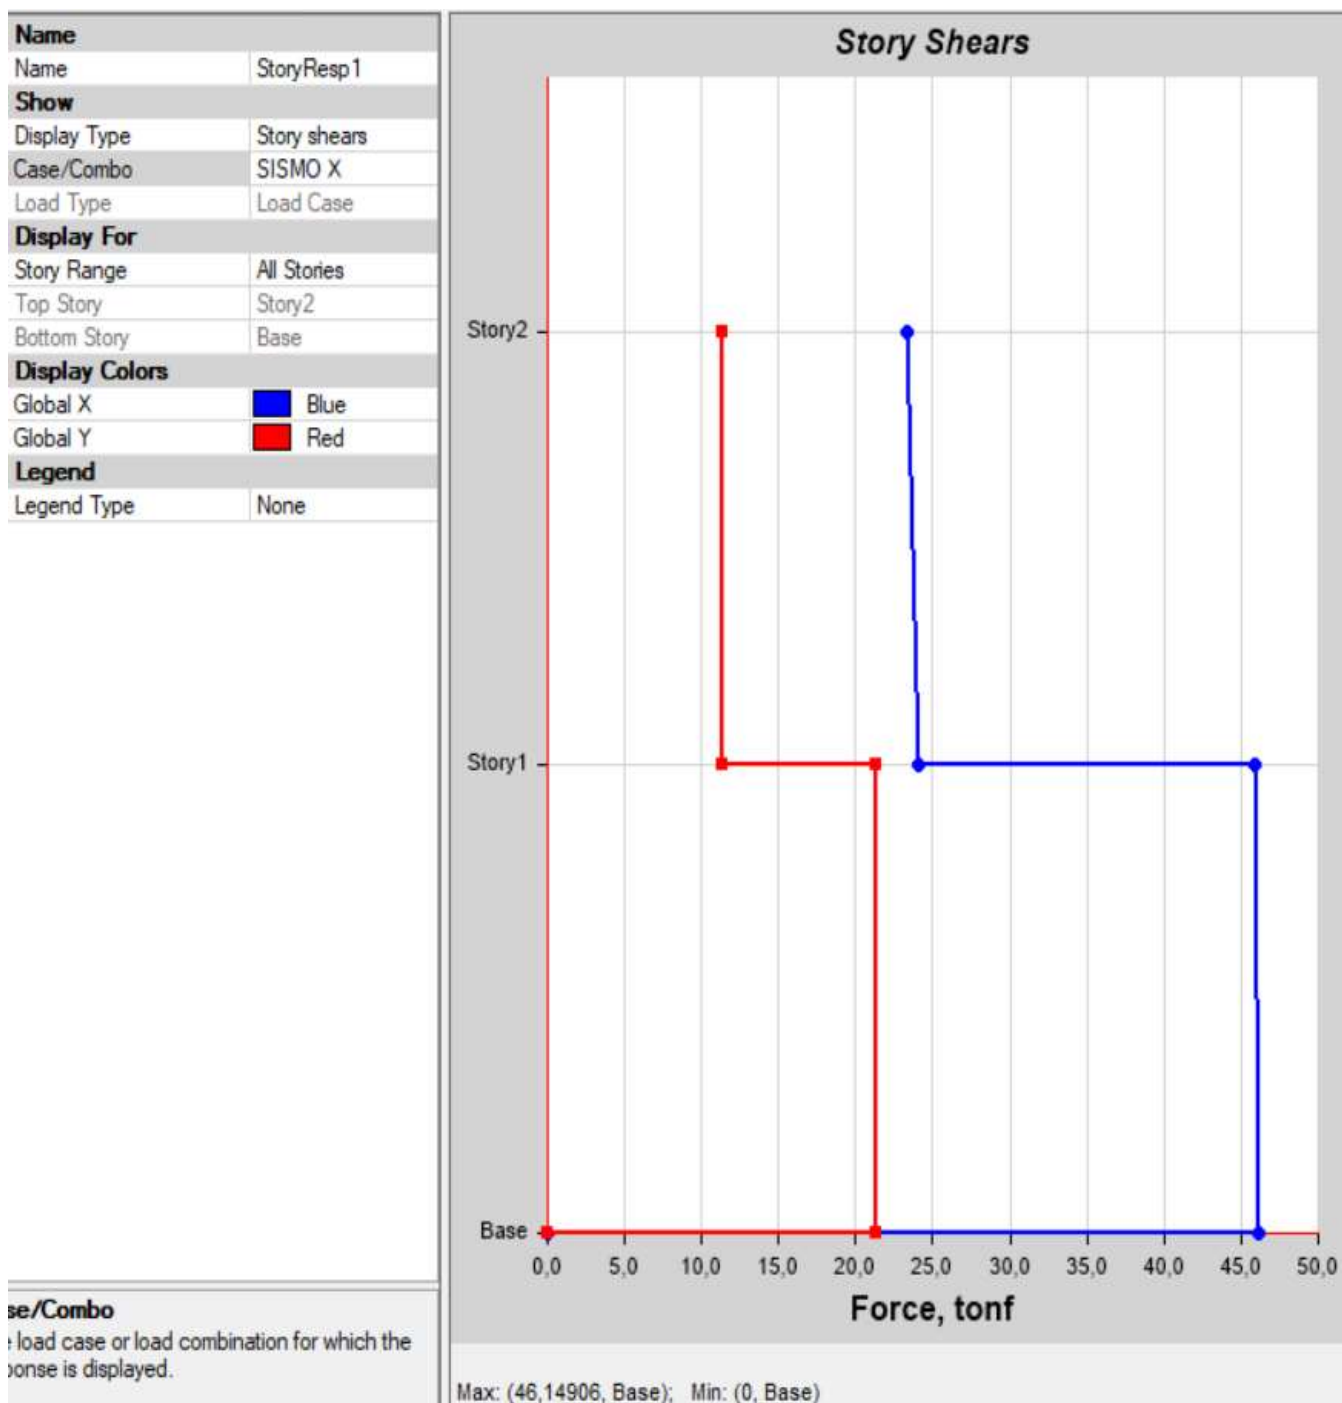 Name
Name StoryResp1
Show
Display Type Story shears
Case/Combo SISMO X
Load Type Load Case
Display For
Story Range All Stories
Top Story Story2
Bottom Story Base
Display Colors
Global X Blue
Global Y Red
Legend
Legend Type None
se/Combo
load case or load combination for which the
ponse is displayed.
Story Shears
Story2
Story1
Base
0,0 5,0 10,0 15,0 20,0 25,0 30,0 35,0 40,0 45,0 50,0
Force, tonf
Max: (46,14906, Base); Min: (0, Base)